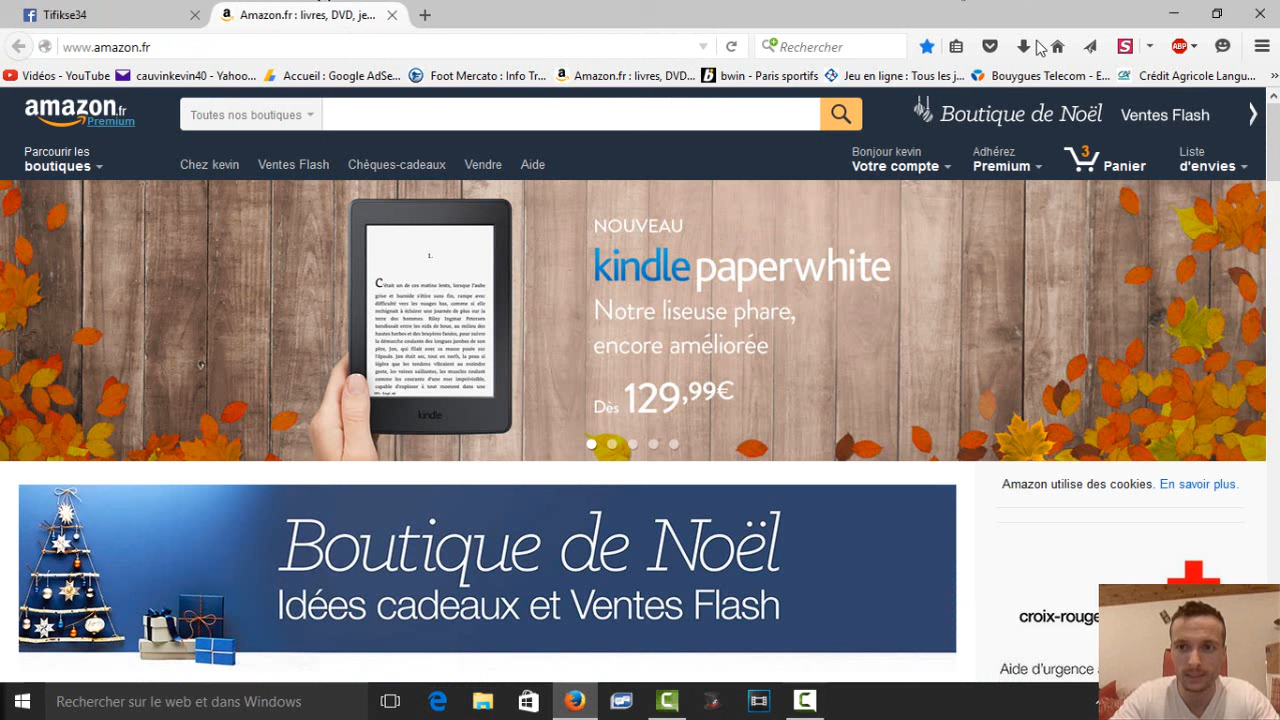 Tifikse34
Amazon.fr : livres, DVD, je...
www.amazon.fr
Rechercher
S
ABP
Vidéos - YouTube
cauvinkevin40 - Yahoo...
Accueil : Google AdSe...
Foot Mercato : Info Tr...
Amazon.fr : livres, DVD...
bwin - Paris sportifs
Jeu en ligne : Tous les j...
Bouygues Telecom - E...
Crédit Agricole Langu...
amazon.fr
Premium
Toutes nos boutiques
Boutique de Noël
Ventes Flash
Parcourir les
boutiques
Chez kevin
Ventes Flash
Chèques-cadeaux
Vendre
Aide
Bonjour kevin
Votre compte
Adhérez
Premium
3
Panier
Liste
d'envies
NOUVEAU
kindle paperwhite
Notre liseuse phare,
encore améliorée
Dès 129,99€
1.
kindle
Boutique de Noël
Idées cadeaux et Ventes Flash
Amazon utilise des cookies. En savoir plus.
croix-rouge
Aide d'urgence
Rechercher sur le web et dans Windows